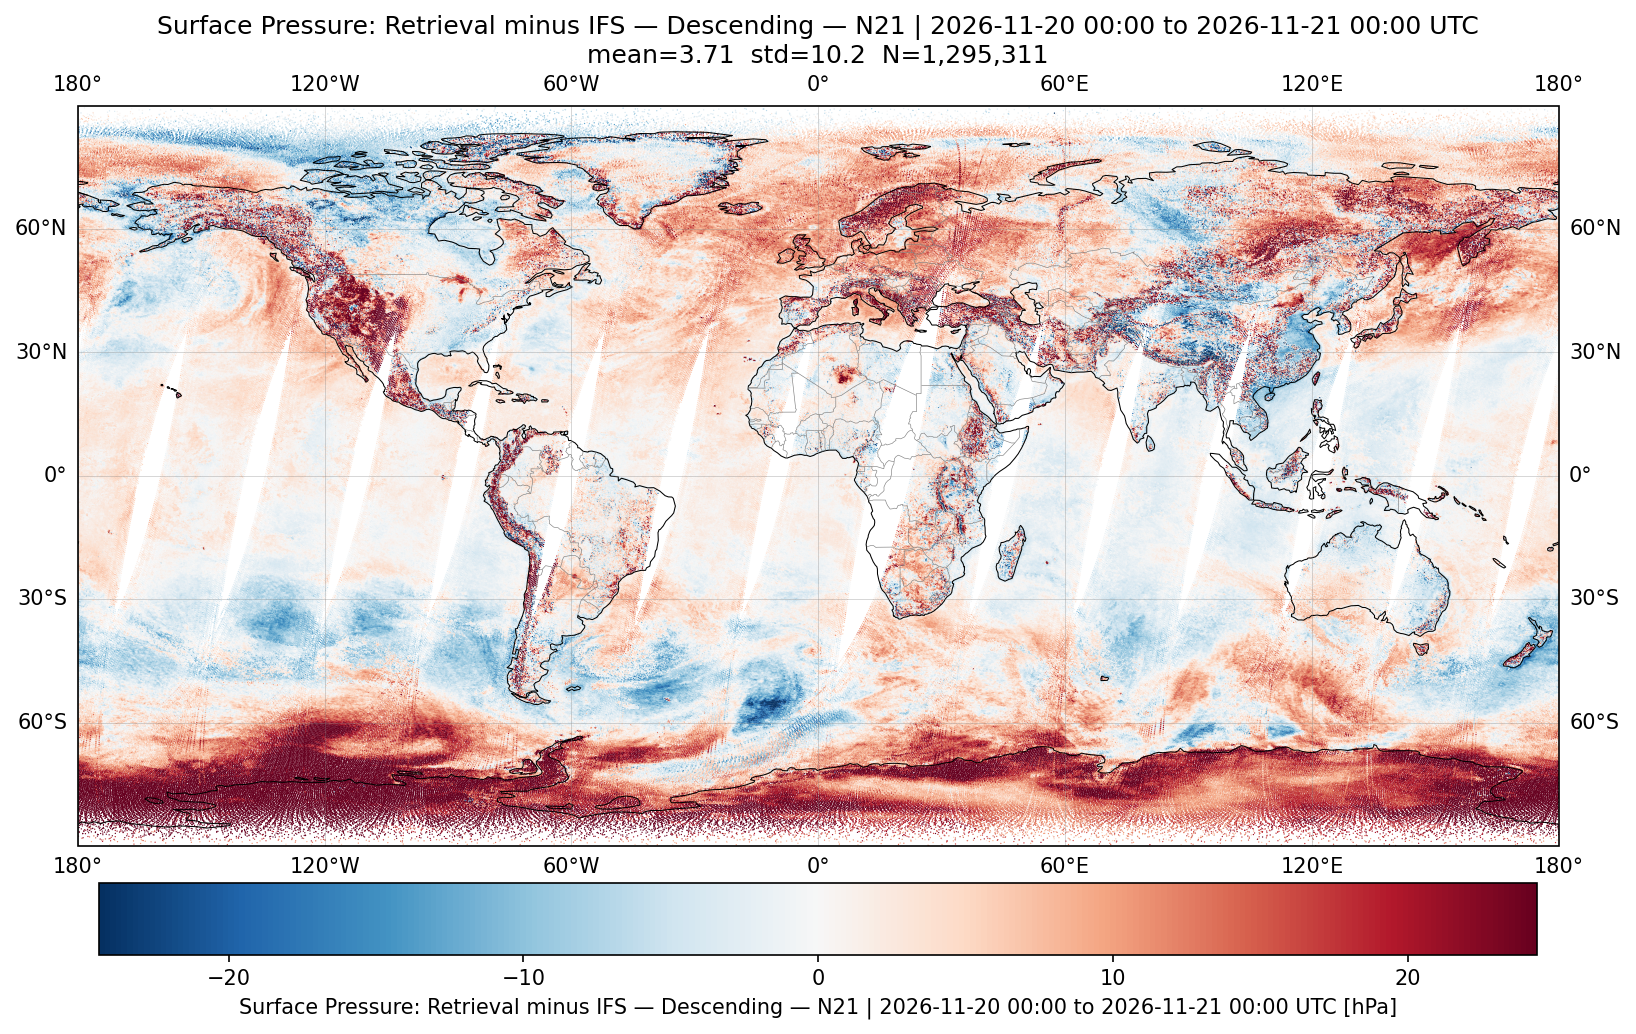 Surface Pressure: Retrieval minus IFS — Descending — N21 | 2026-11-20 00:00 to 2026-11-21 00:00 UTC
mean=3.71  std=10.2  N=1,295,311
180° 120°W 60°W 0° 60°E 120°E 180°
60°N 60°N
30°N 30°N
0° 0°
30°S 30°S
60°S 60°S
180° 120°W 60°W 0° 60°E 120°E 180°
−20 −10 0 10 20
Surface Pressure: Retrieval minus IFS — Descending — N21 | 2026-11-20 00:00 to 2026-11-21 00:00 UTC [hPa]